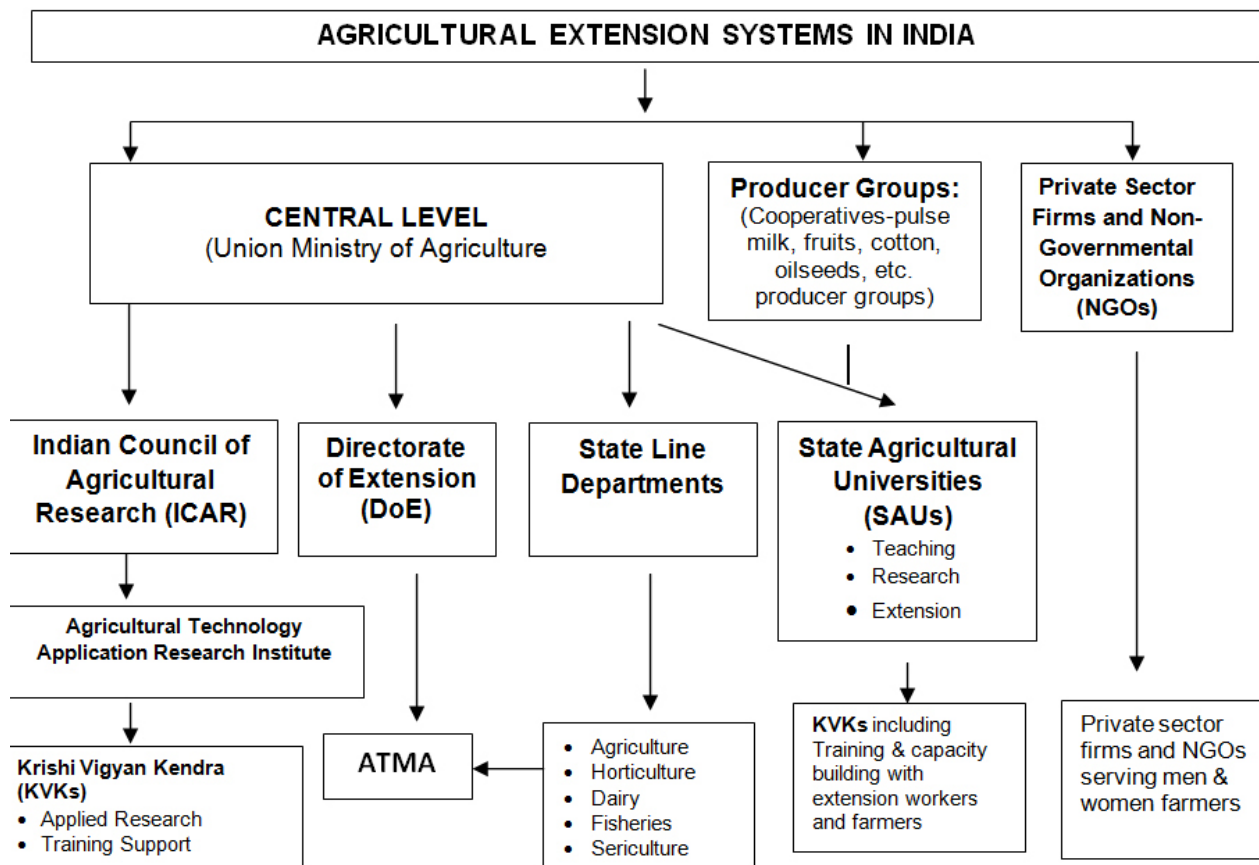 AGRICULTURAL EXTENSION SYSTEMS IN INDIA
CENTRAL LEVEL
(Union Ministry of Agriculture
Producer Groups:
(Cooperatives-pulse
milk, fruits, cotton,
oilseeds, etc.
producer groups)
Private Sector
Firms and Non-
Governmental
Organizations
(NGOs)
Indian Council of
Agricultural
Research (ICAR)
Directorate
of Extension
(DoE)
State Line
Departments
State Agricultural
Universities
(SAUs)
• Teaching
• Research
• Extension
Agricultural Technology
Application Research Institute
Krishi Vigyan Kendra
(KVKs)
• Applied Research
• Training Support
ATMA
• Agriculture
• Horticulture
• Dairy
• Fisheries
• Sericulture
KVKs including
Training & capacity
building with
extension workers
and farmers
Private sector
firms and NGOs
serving men &
women farmers